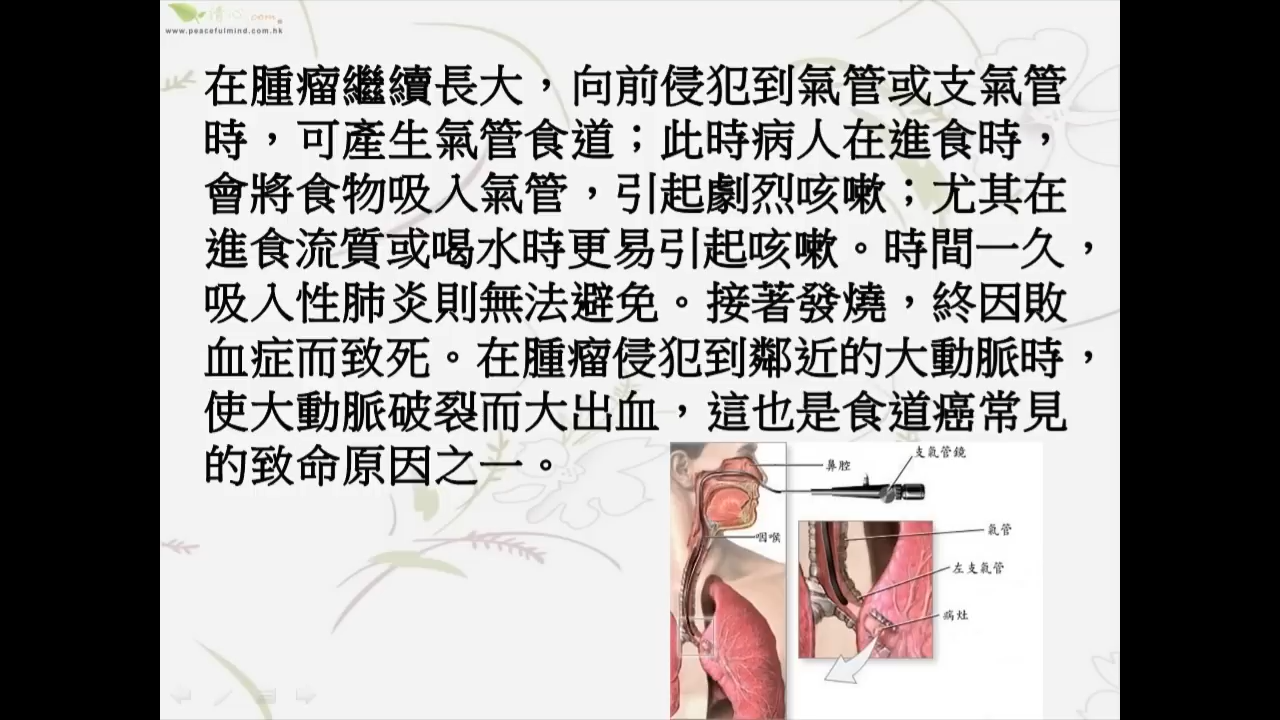 清心.com
www.peacefulmind.com.hk
在腫瘤繼續長大，向前侵犯到氣管或支氣管
時，可產生氣管食道；此時病人在進食時，
會將食物吸入氣管，引起劇烈咳嗽；尤其在
進食流質或喝水時更易引起咳嗽。時間一久，
吸入性肺炎則無法避免。接著發燒，終因敗
血症而致死。在腫瘤侵犯到鄰近的大動脈時，
使大動脈破裂而大出血，這也是食道癌常見
的致命原因之一。
支氣管鏡
鼻腔
咽喉
氣管
左支氣管
病灶